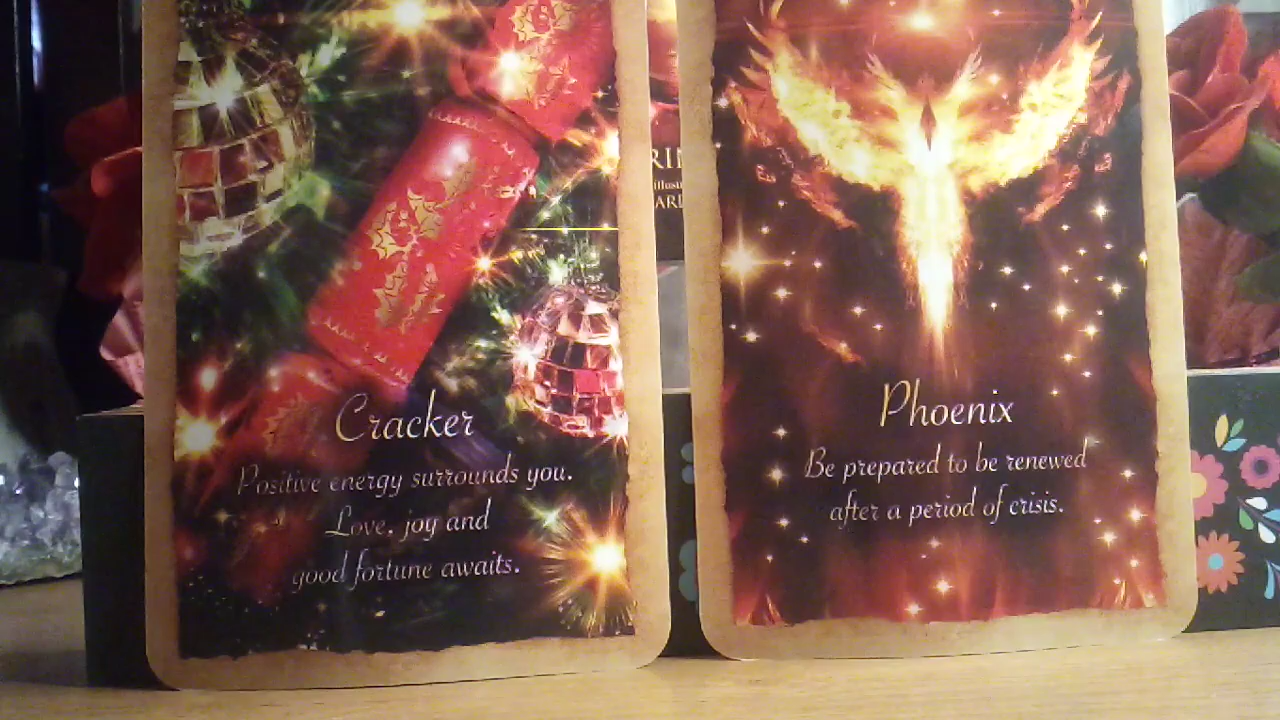 Cracker
Positive energy surrounds you.
Love, joy and
good fortune awaits.
Phoenix
Be prepared to be renewed
after a period of crisis.